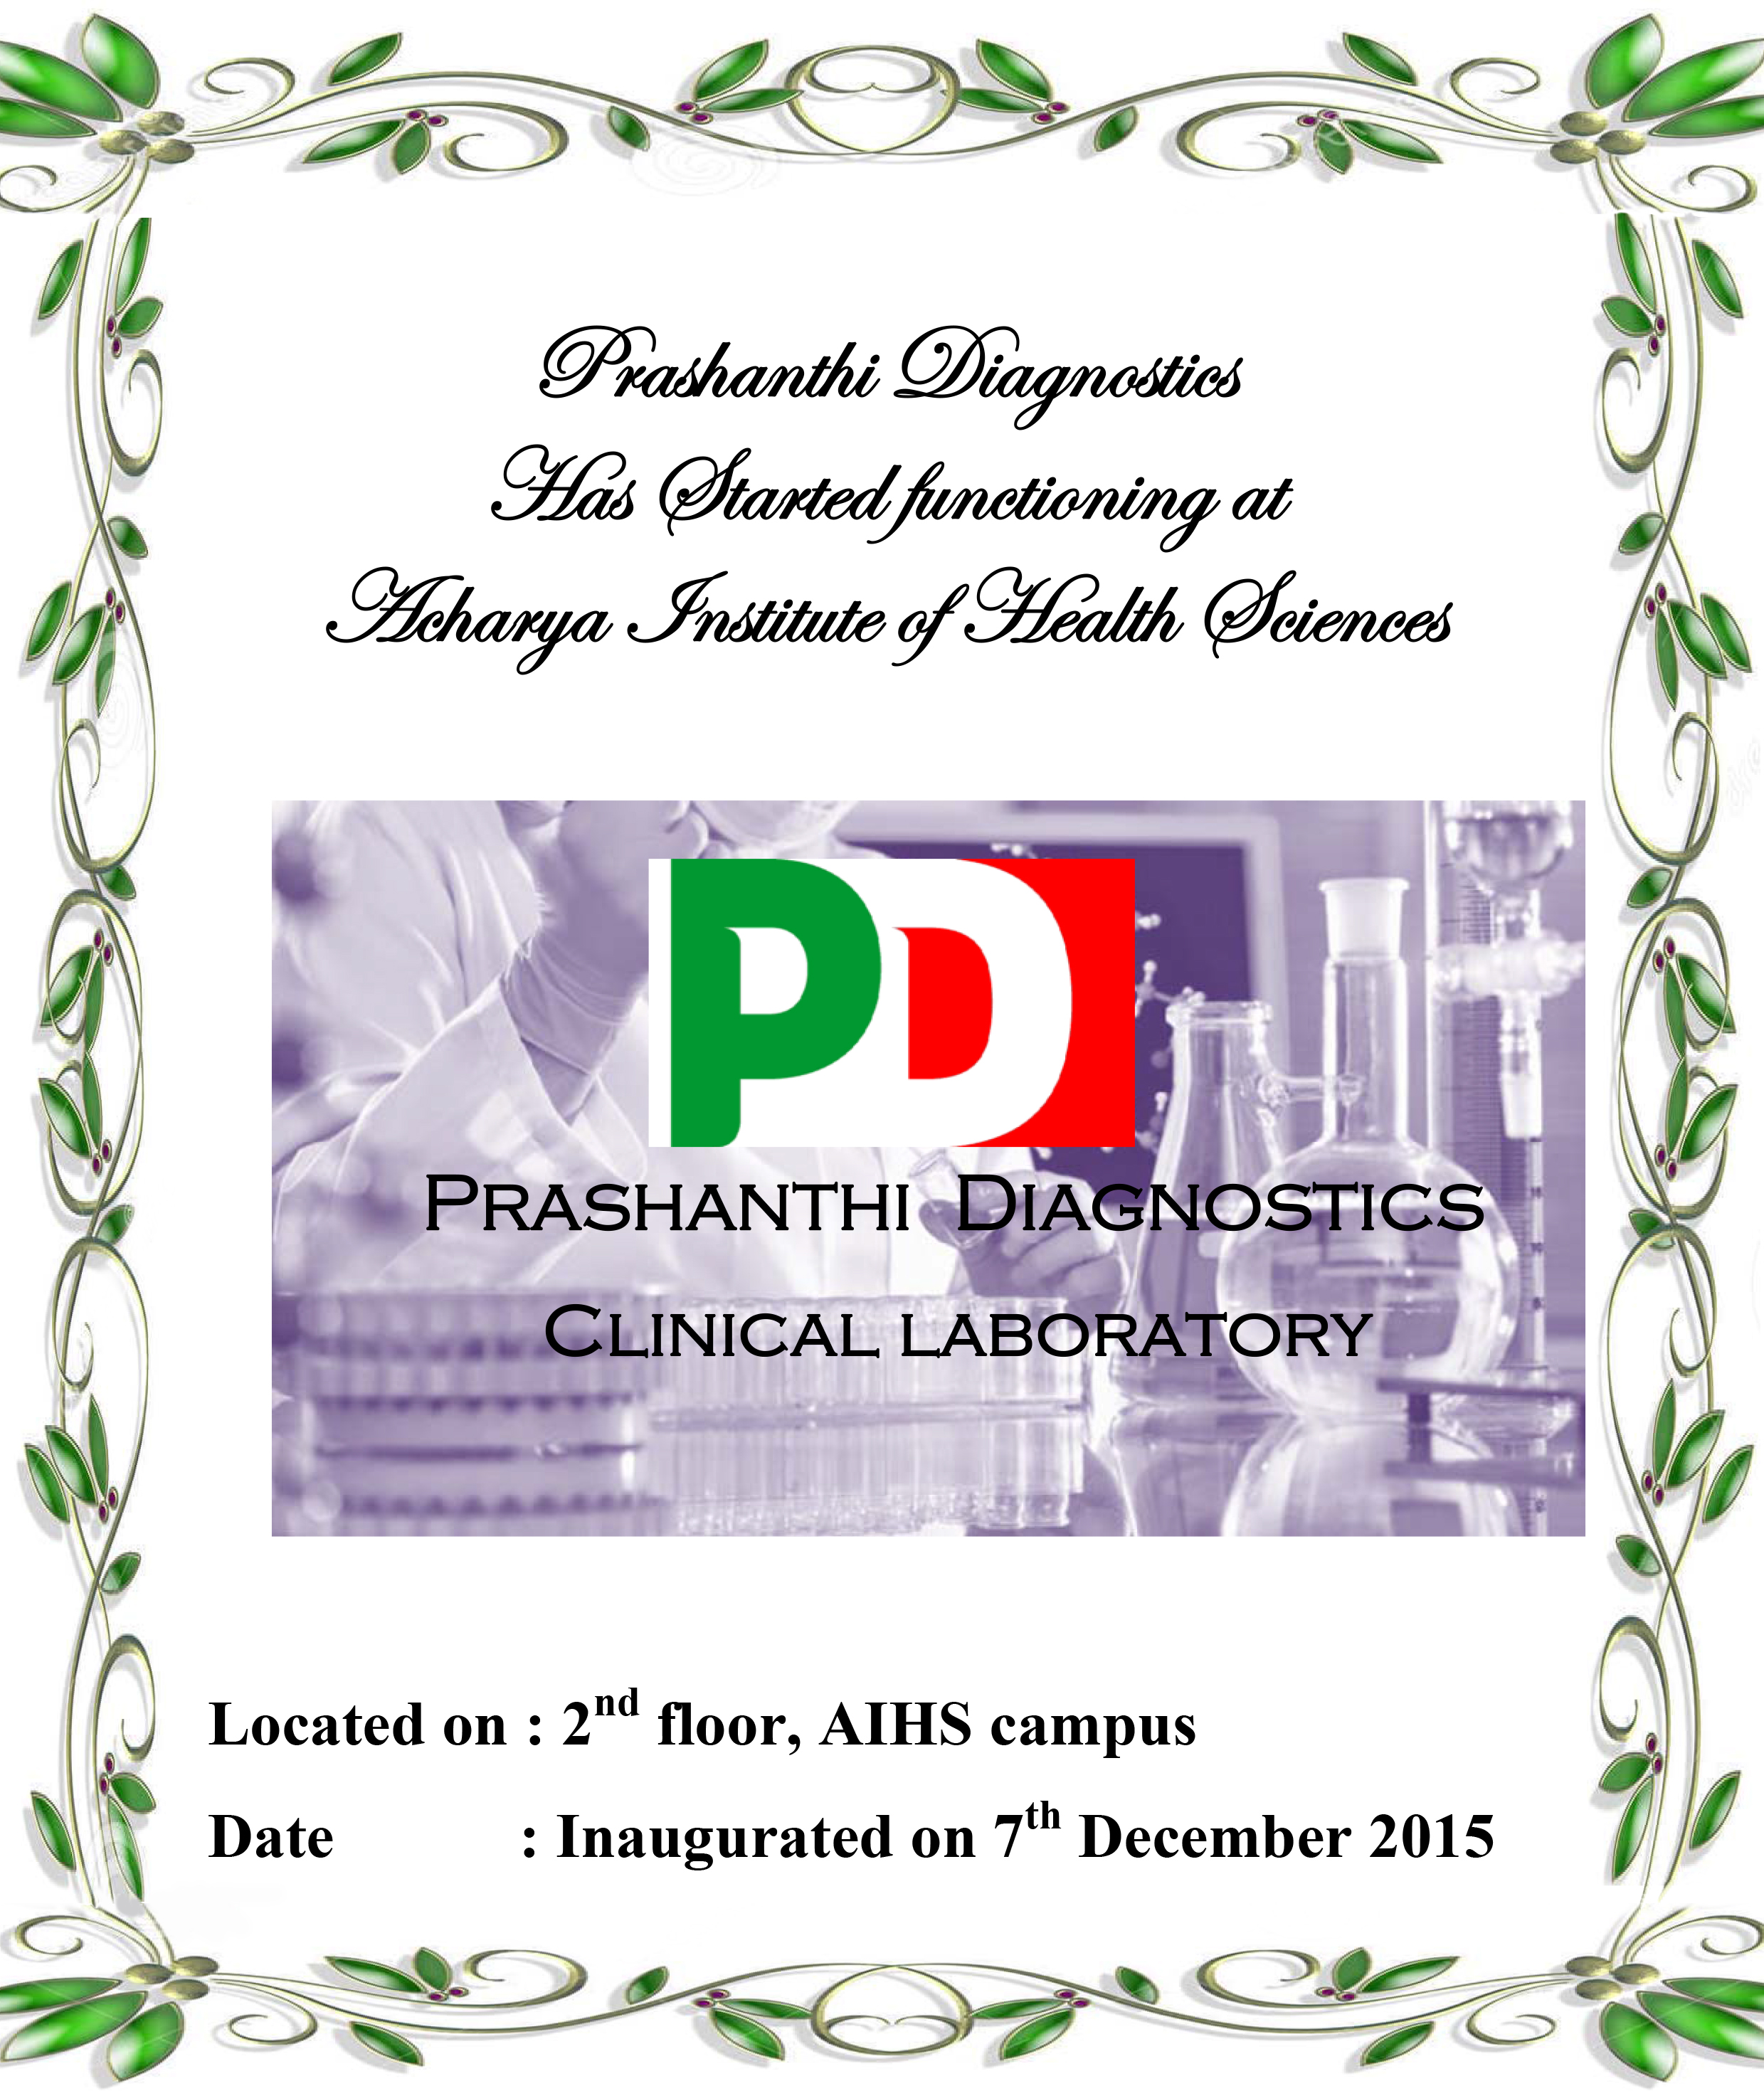 Prashanthi Diagnostics
Has Started functioning at
Acharya Institute of Health Sciences
PD
PRASHANTHI DIAGNOSTICS
CLINICAL LABORATORY
Located on : 2nd floor, AIHS campus
Date : Inaugurated on 7th December 2015